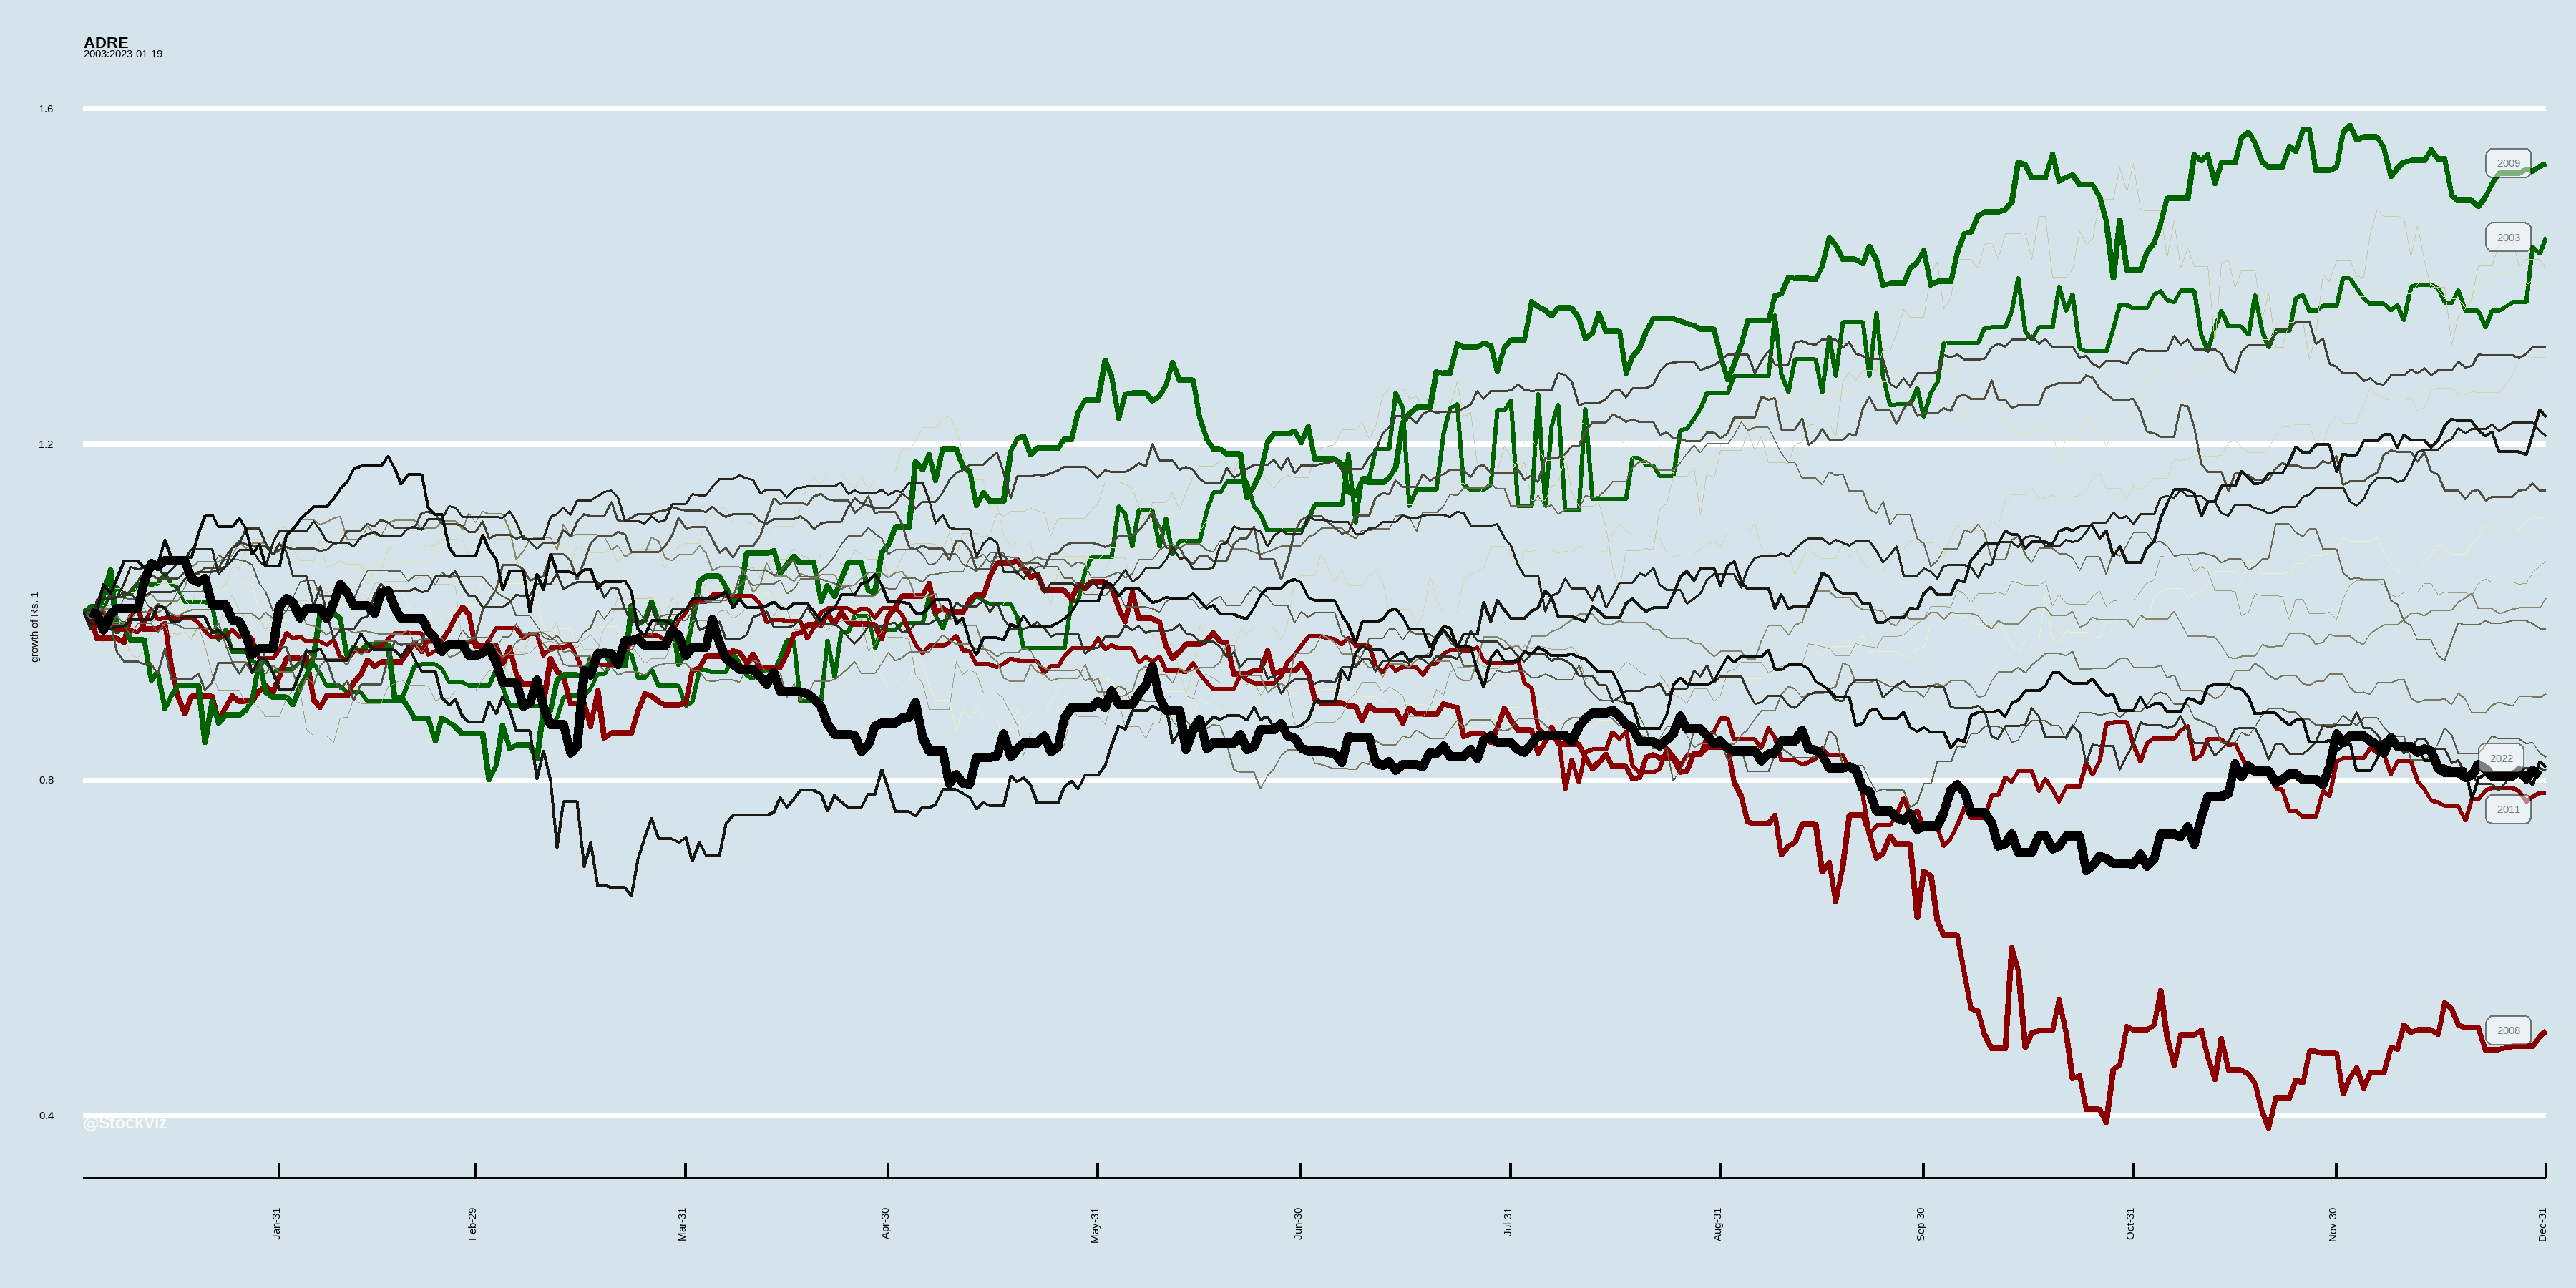 ADRE
2003:2023-01-19
1.6
1.2
0.8
0.4
growth of Rs. 1
2009
2003
2022
2011
2008
@StockViz
Jan-31
Feb-29
Mar-31
Apr-30
May-31
Jun-30
Jul-31
Aug-31
Sep-30
Oct-31
Nov-30
Dec-31